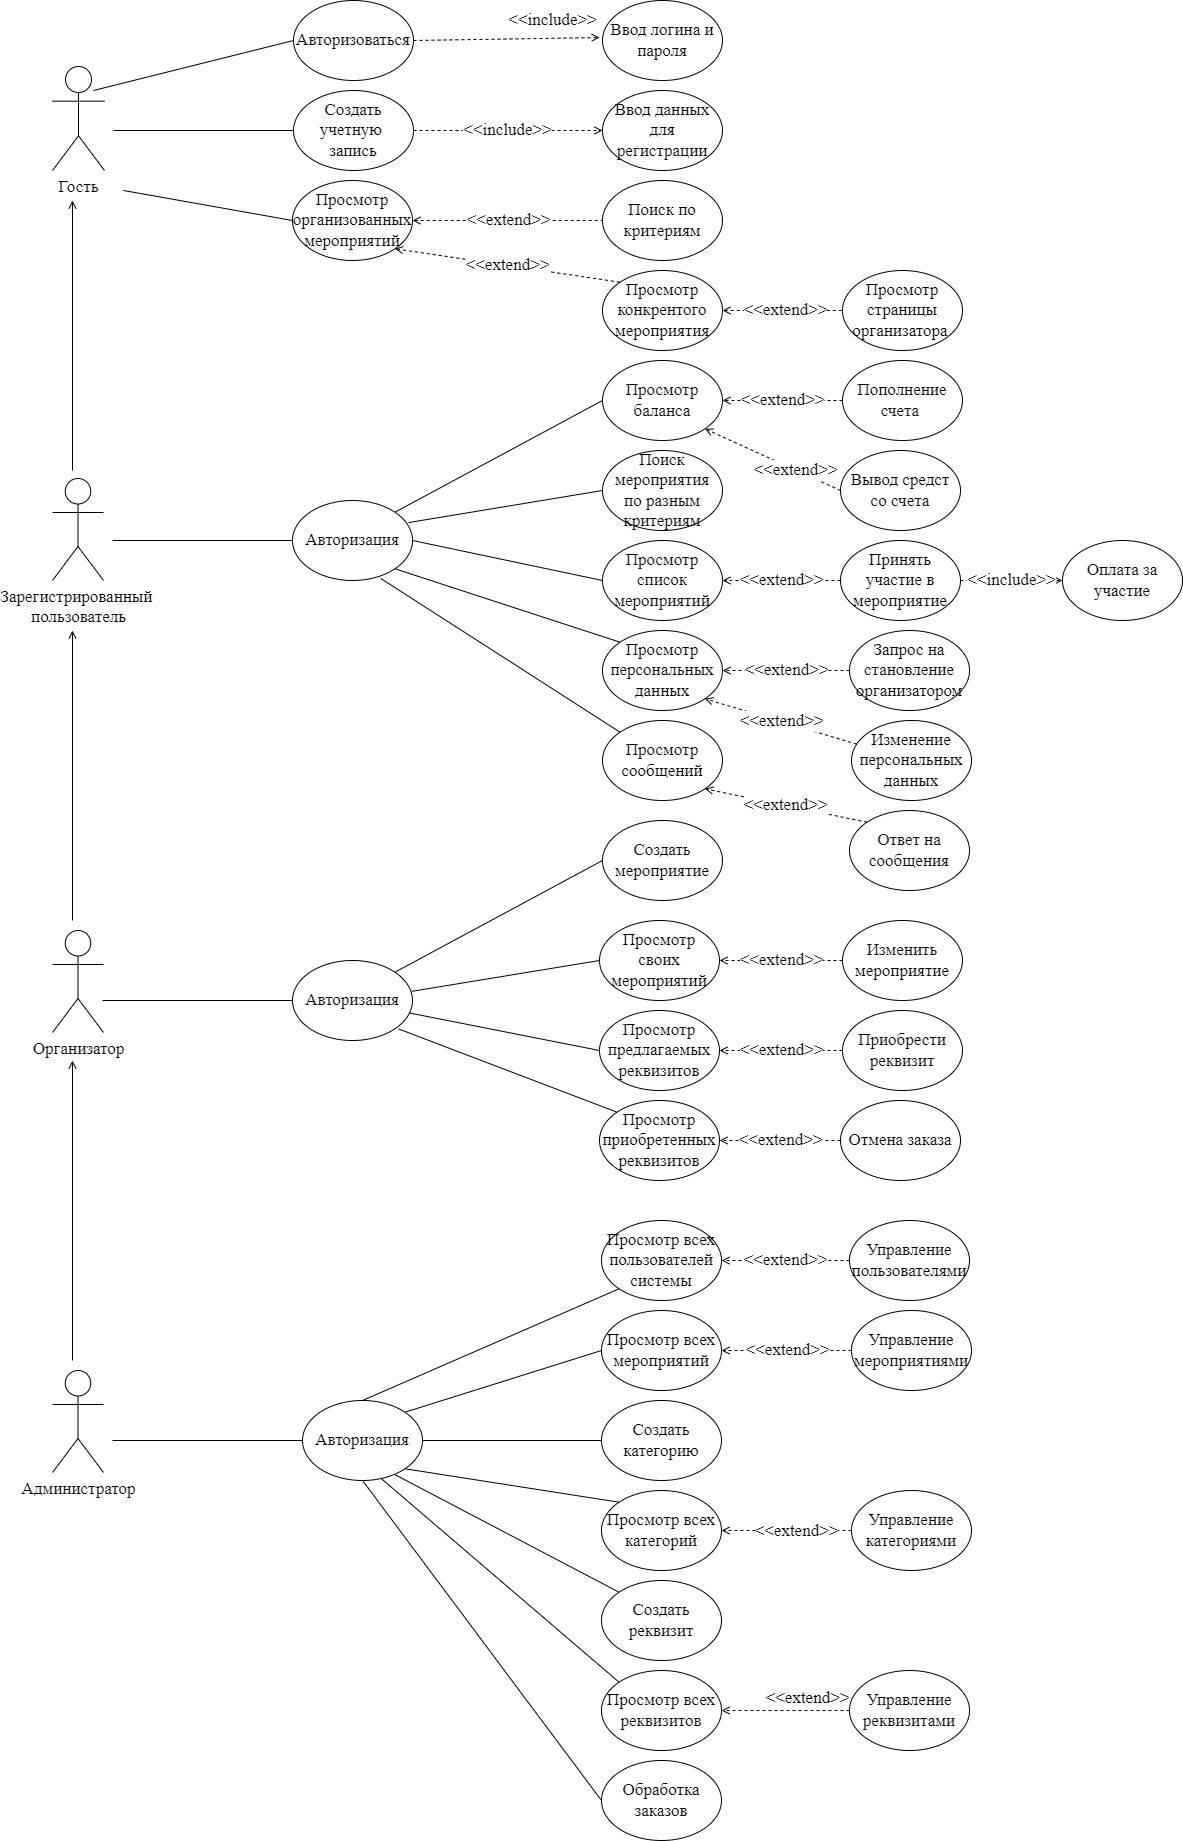 <<include>>
Авторизоваться
Ввод логина и
пароля
Создать
учетную
запись
<<include>>
Ввод данных
для
регистрации
Гость
Просмотр
организованных
мероприятий
<<extend>>
Поиск по
критериям
<<extend>>
Просмотр
конкрентого
мероприятия
<<extend>>
Просмотр
страницы
организатора
Просмотр
баланса
<<extend>>
Пополнение
счета
<<extend>>
Вывод средст
со счета
Поиск
мероприятия
по разным
критериям
Авторизация
Зарегистрированный
пользователь
Просмотр
список
мероприятий
<<extend>>
Принять
участие в
мероприятие
<<include>>
Оплата за
участие
Просмотр
персональных
данных
<<extend>>
Запрос на
становление
организатором
<<extend>>
Изменение
персональных
данных
Просмотр
сообщений
<<extend>>
Ответ на
сообщения
Создать
мероприятие
Организатор
Авторизация
Просмотр
своих
мероприятий
<<extend>>
Изменить
мероприятие
Просмотр
предлагаемых
реквизитов
<<extend>>
Приобрести
реквизит
Просмотр
приобретенных
реквизитов
<<extend>>
Отмена заказа
Просмотр всех
пользователей
системы
<<extend>>
Управление
пользователями
Просмотр всех
мероприятий
<<extend>>
Управление
мероприятиями
Администратор
Авторизация
Создать
категорию
Просмотр всех
категорий
<<extend>>
Управление
категориями
Создать
реквизит
Просмотр всех
реквизитов
<<extend>>
Управление
реквизитами
Обработка
заказов